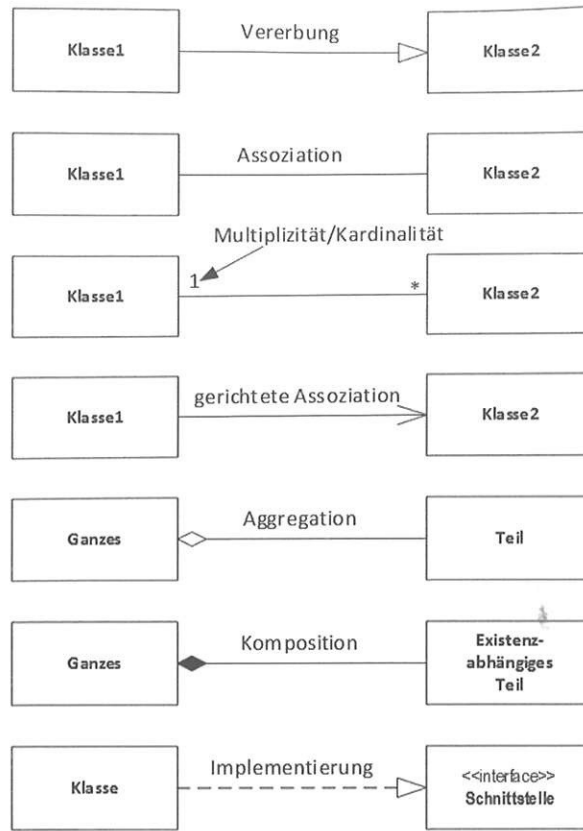 Vererbung
Klasse1 Klasse2
Assoziation
Klasse1 Klasse2
Multiplizität/Kardinalität
1 *
Klasse1 Klasse2
gerichtete Assoziation
Klasse1 Klasse2
Aggregation
Ganzes Teil
Komposition
Ganzes Existenz-
abhängiges
Teil
Implementierung
Klasse <<interface>>
Schnittstelle